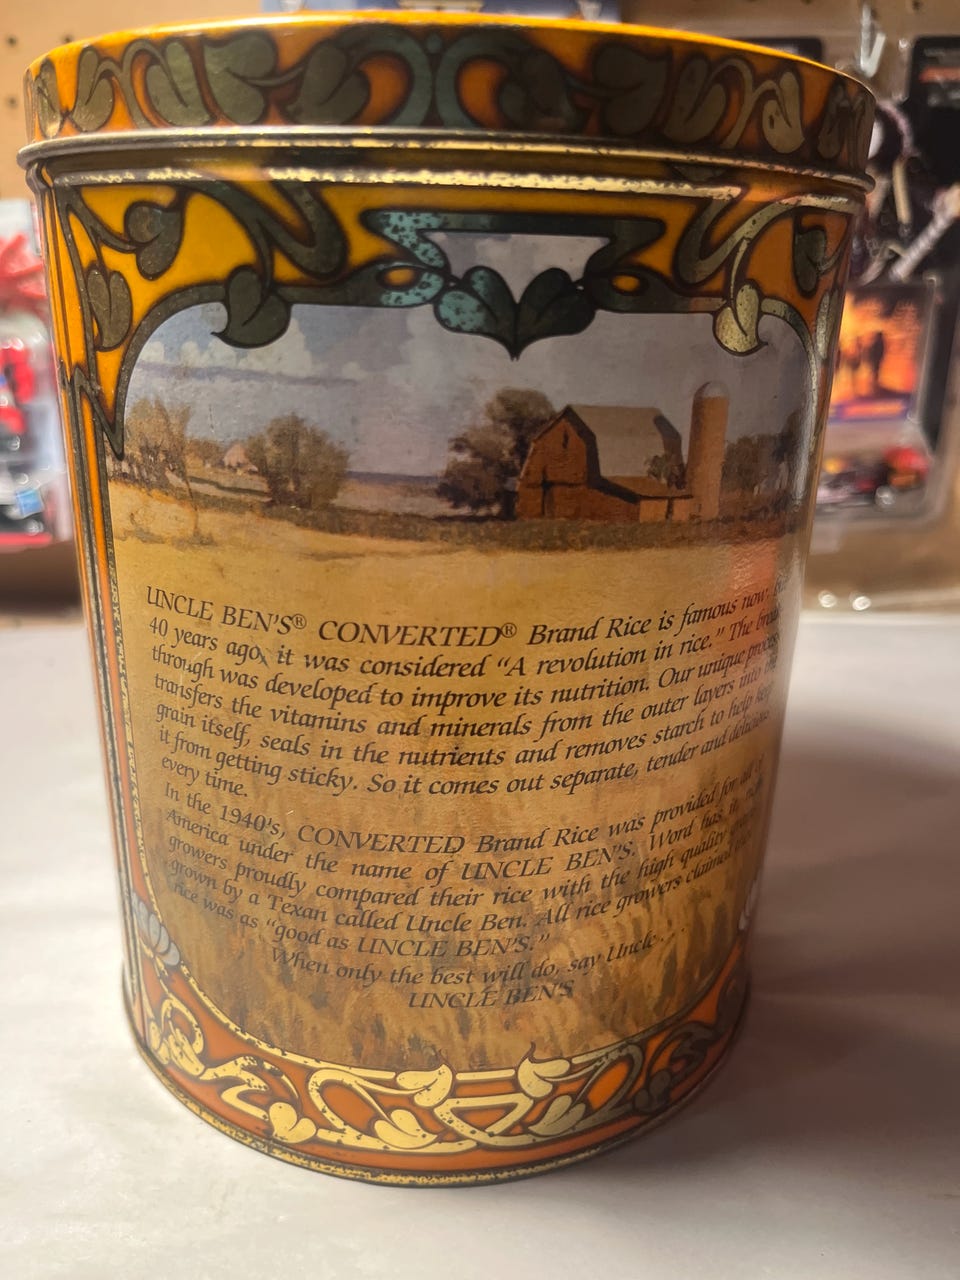 UNCLE BEN'S® CONVERTED® Brand Rice is famous now. But
40 years ago, it was considered "A revolution in rice." The break-
through was developed to improve its nutrition. Our unique process
transfers the vitamins and minerals from the outer layers into the
grain itself, seals in the nutrients and removes starch to help keep
it from getting sticky. So it comes out separate, tender and delicious
every time.
In the 1940's, CONVERTED Brand Rice was provided for all of
America under the name of UNCLE BEN'S. Word has it, rice
growers proudly compared their rice with the high quality
grown by a Texan called Uncle Ben. All rice growers claimed
rice was as "good as UNCLE BEN'S."
When only the best will do, say Uncle . . .
UNCLE BEN'S